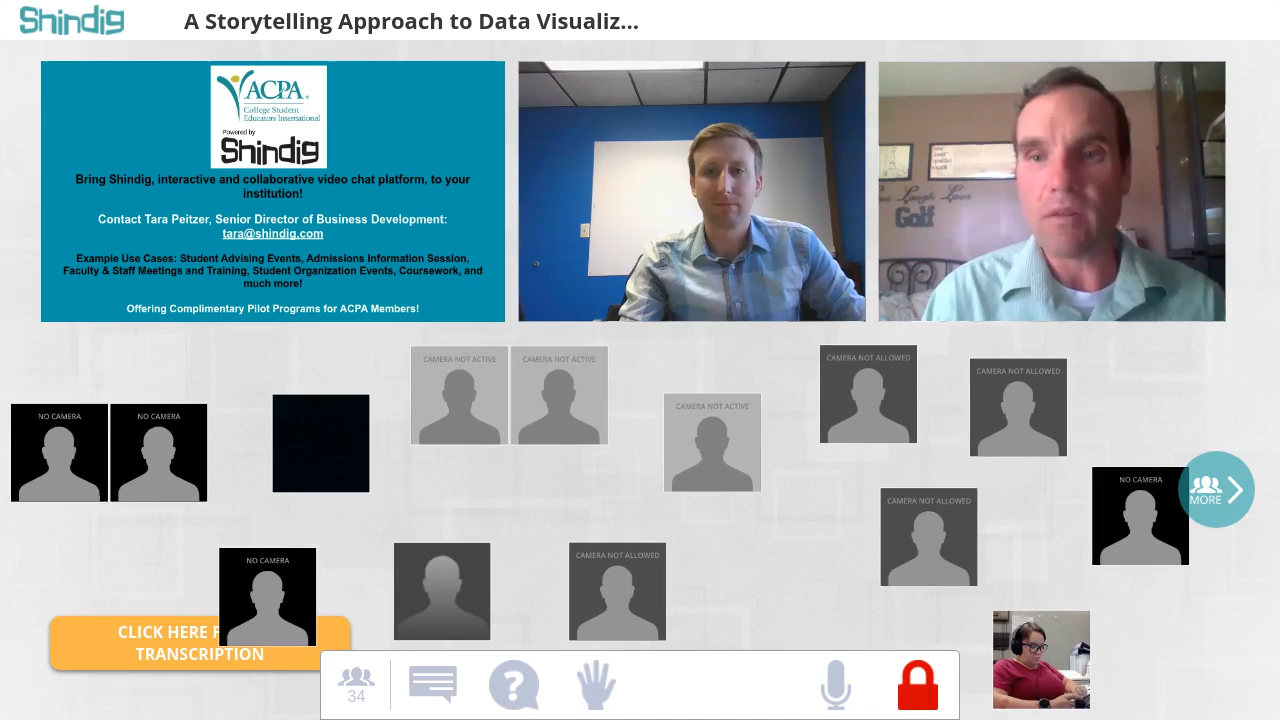 Shindig
A Storytelling Approach to Data Visualiz...
ACPA
College Student
Educators International
Powered by
Shindig
Bring Shindig, interactive and collaborative video chat platform, to your
institution!
Contact Tara Peitzer, Senior Director of Business Development:
tara@shindig.com
Example Use Cases: Student Advising Events, Admissions Information Session,
Faculty & Staff Meetings and Training, Student Organization Events, Coursework, and
much more!
Offering Complimentary Pilot Programs for ACPA Members!
Live Laugh Love
Golf
CAMERA NOT ACTIVE
CAMERA NOT ACTIVE
CAMERA NOT ALLOWED
CAMERA NOT ALLOWED
NO CAMERA
NO CAMERA
CAMERA NOT ACTIVE
NO CAMERA
MORE
CAMERA NOT ALLOWED
NO CAMERA
CAMERA NOT ALLOWED
CLICK HERE F
TRANSCRIPTION
34
?